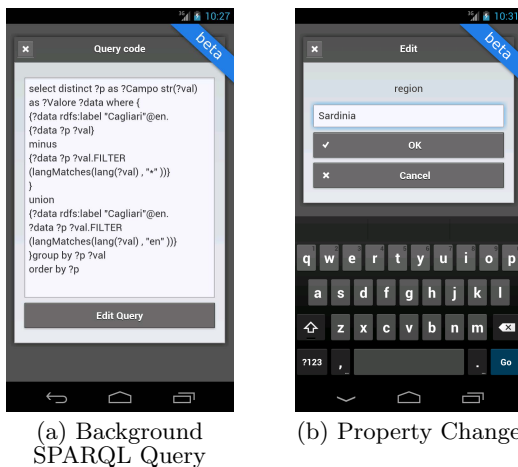 3G 10:27
Query code
beta
select distinct ?p as ?Campo str(?val)
as ?Valore ?data where {
{?data rdfs:label "Cagliari"@en.
{?data ?p ?val}
minus
{?data ?p ?val.FILTER
(langMatches(lang(?val) , "*" ))}
}
union
{?data rdfs:label "Cagliari"@en.
?data ?p ?val.FILTER
(langMatches(lang(?val) , "en" ))}
}group by ?p ?val
order by ?p
Edit Query
(a) Background
SPARQL Query
3G 10:31
Edit
beta
region
Sardinia
OK
Cancel
q w e r t y u i o p
a s d f g h j k l
z x c v b n m
?123 , . Go
(b) Property Change